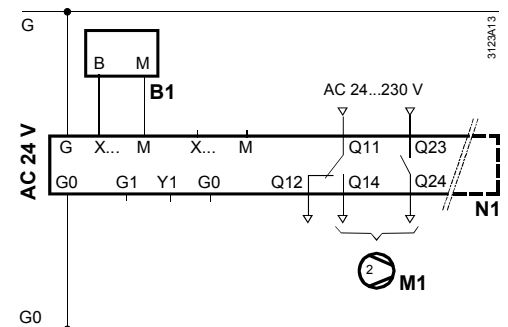 G
3123A13
B M
B1
AC 24...230 V
AC 24 V
G X... M X... M Q11 Q23
G0 G1 Y1 G0 Q12 Q14 Q24
N1
2
M1
G0